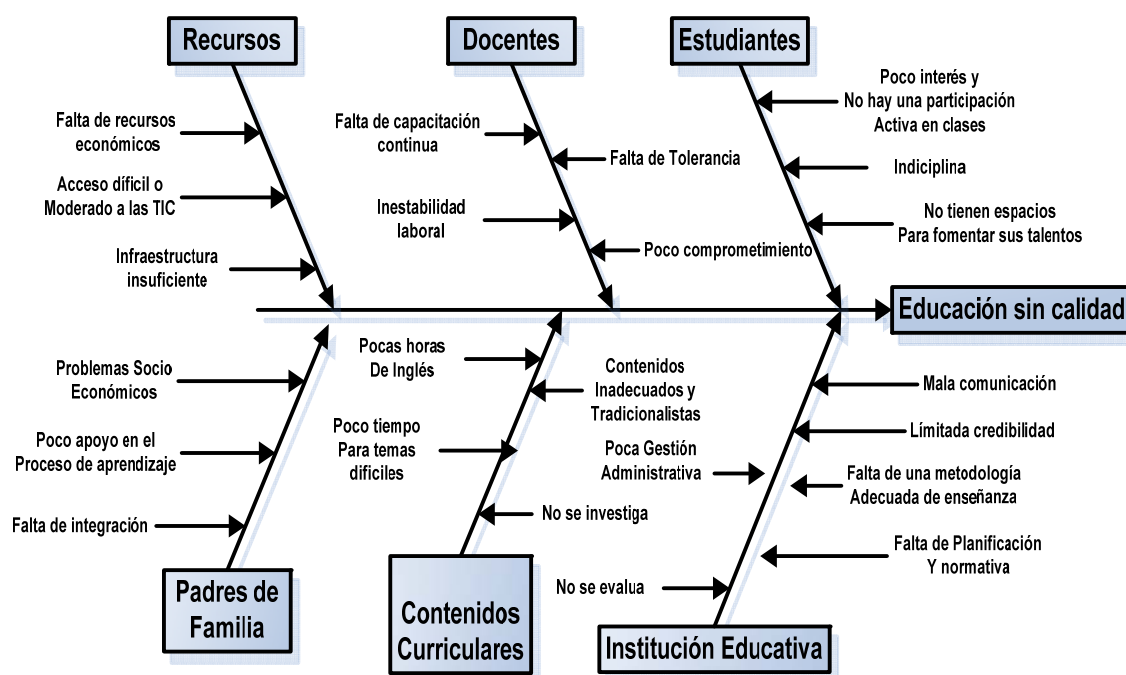 Recursos
Docentes
Estudiantes
Falta de recursos
económicos
Acceso díficil o
Moderado a las TIC
Infraestructura
insuficiente
Falta de capacitación
continua
Falta de Tolerancia
Inestabilidad
laboral
Poco comprometimiento
Poco interés y
No hay una participación
Activa en clases
Indiciplina
No tienen espacios
Para fomentar sus talentos
Educación sin calidad
Problemas Socio
Económicos
Poco apoyo en el
Proceso de aprendizaje
Falta de integración
Padres de
Familia
Pocas horas
De Inglés
Contenidos
Inadecuados y
Tradicionalistas
Poco tiempo
Para temas
dificiles
No se investiga
Contenidos
Curriculares
Mala comunicación
Límitada credibilidad
Poca Gestión
Administrativa
Falta de una metodología
Adecuada de enseñanza
Falta de Planificación
Y normativa
No se evalua
Institución Educativa